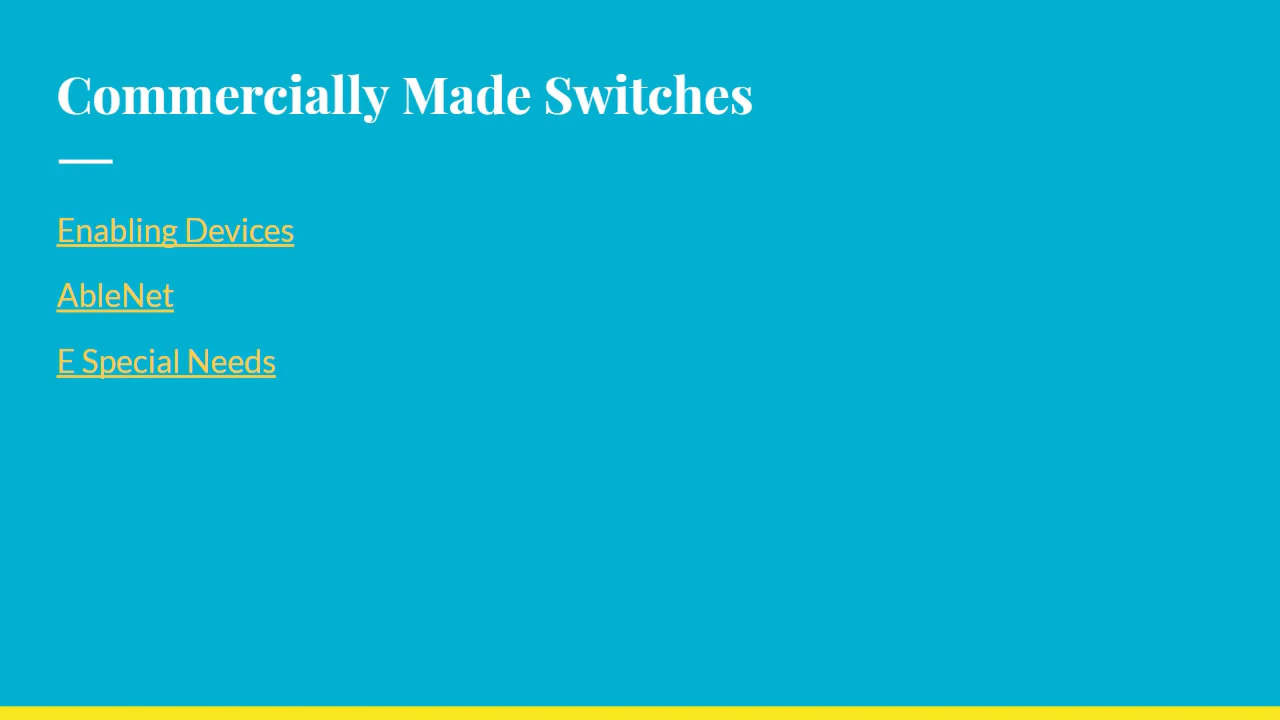 Commercially Made Switches
Enabling Devices
AbleNet
E Special Needs